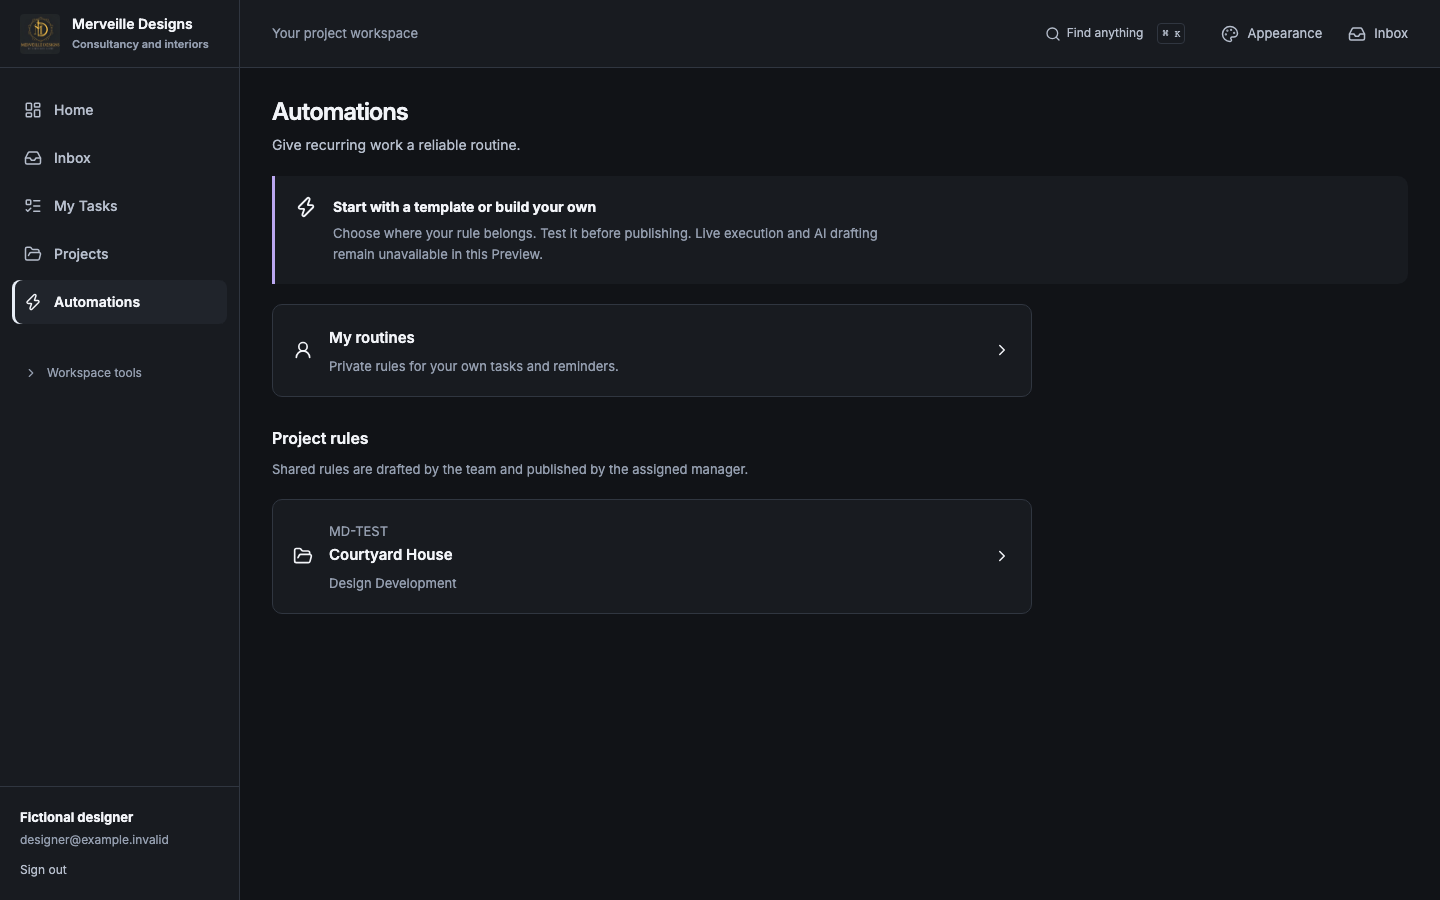 Merveille Designs
Consultancy and interiors
Your project workspace
Find anything
⌘ K
Appearance
Inbox
Home
Inbox
My Tasks
Projects
Automations
Workspace tools
Automations
Give recurring work a reliable routine.
Start with a template or build your own
Choose where your rule belongs. Test it before publishing. Live execution and AI drafting
remain unavailable in this Preview.
My routines
Private rules for your own tasks and reminders.
Project rules
Shared rules are drafted by the team and published by the assigned manager.
MD-TEST
Courtyard House
Design Development
Fictional designer
designer@example.invalid
Sign out